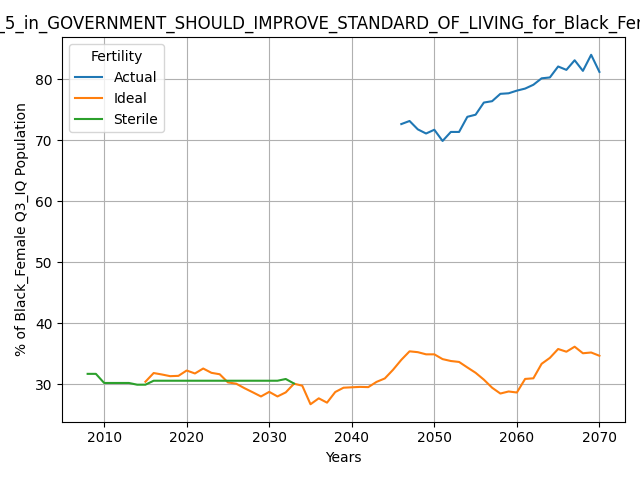 _5_in_GOVERNMENT_SHOULD_IMPROVE_STANDARD_OF_LIVING_for_Black_Fe
Fertility
Actual
Ideal
Sterile
% of Black_Female Q3_IQ Population
80
70
60
50
40
30
2010
2020
2030
2040
2050
2060
2070
Years